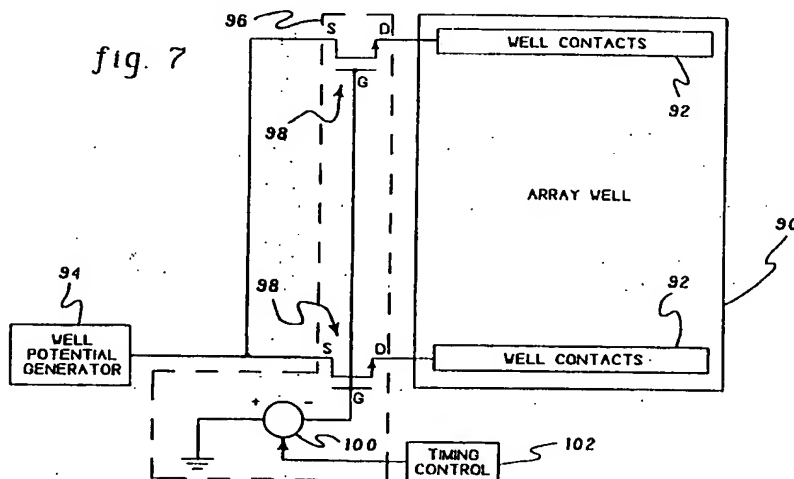 fig. 7
96
S D
WELL CONTACTS
G
98
92
ARRAY WELL
90
94
98
92
WELL
POTENTIAL
GENERATOR
S D
WELL CONTACTS
G
+ -
100
TIMING
CONTROL
102